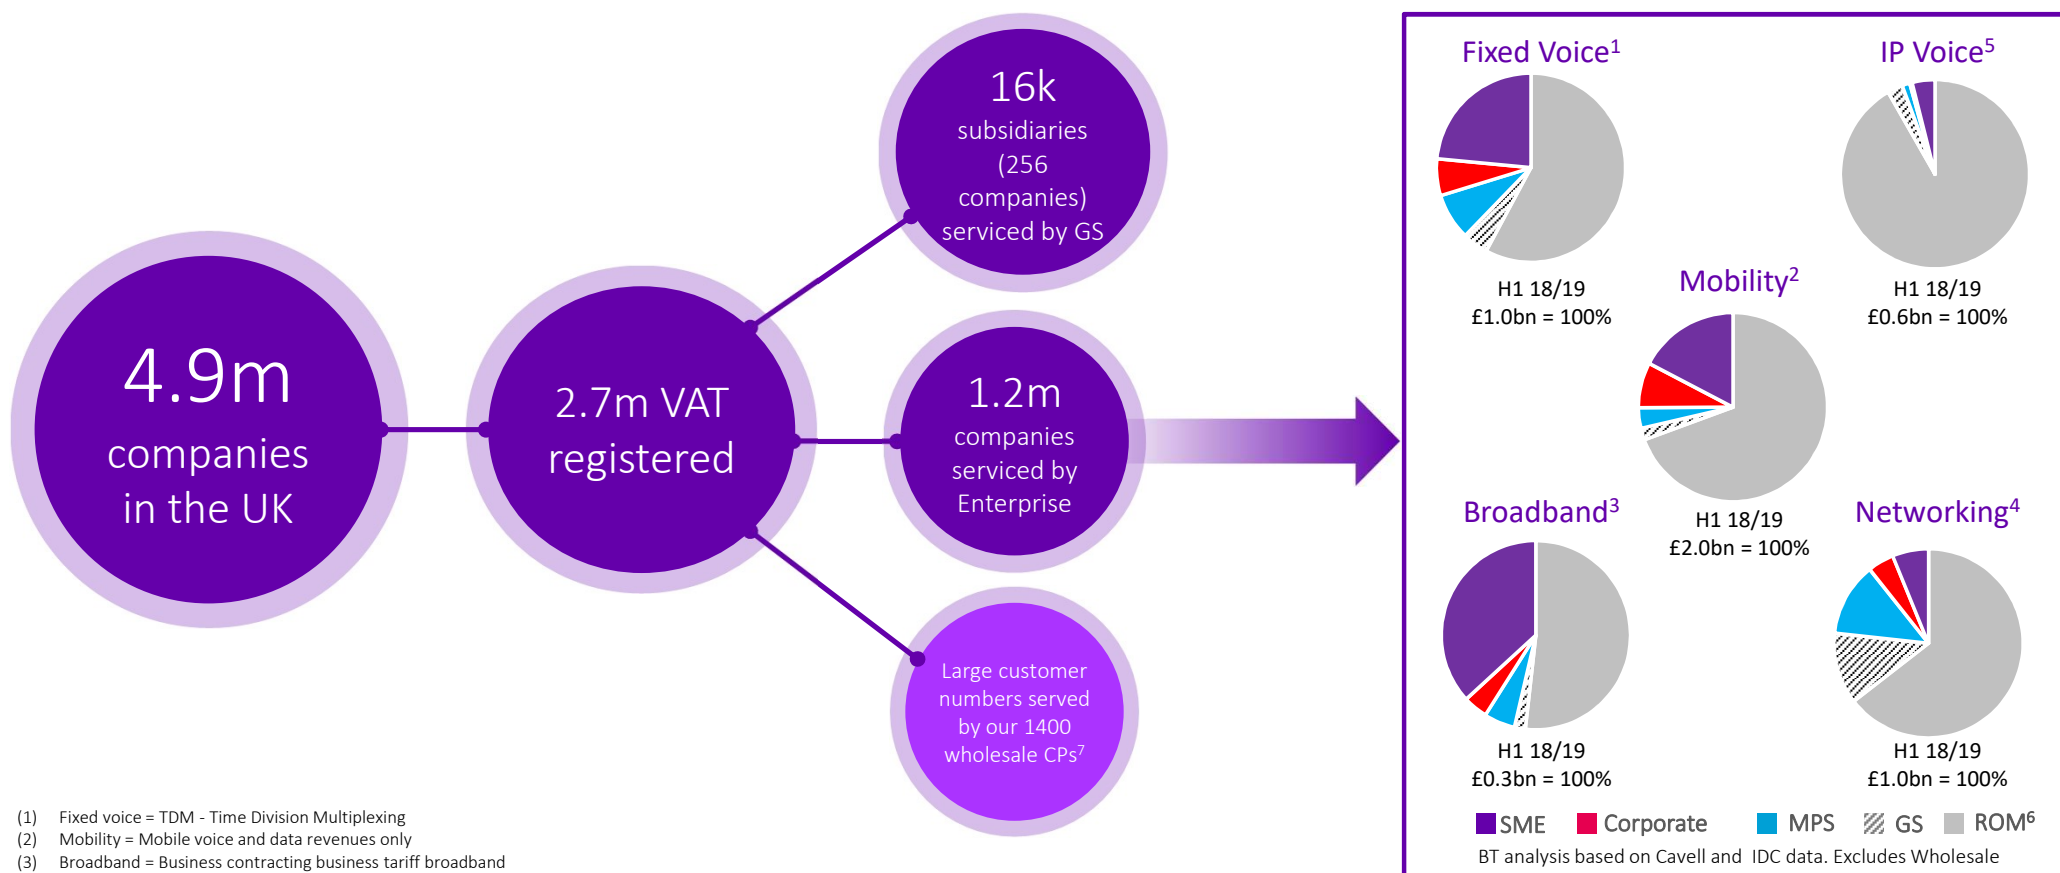 4.9m
companies
in the UK
2.7m VAT
registered
16k
subsidiaries
(256
companies)
serviced by GS
1.2m
companies
serviced by
Enterprise
Large customer
numbers served
by our 1400
wholesale CPs⁷
Fixed Voice¹
H1 18/19
£1.0bn = 100%
IP Voice⁵
H1 18/19
£0.6bn = 100%
Mobility²
H1 18/19
£2.0bn = 100%
Broadband³
H1 18/19
£0.3bn = 100%
Networking⁴
H1 18/19
£1.0bn = 100%
SME Corporate MPS GS ROM⁶
BT analysis based on Cavell and IDC data. Excludes Wholesale
(1) Fixed voice = TDM - Time Division Multiplexing
(2) Mobility = Mobile voice and data revenues only
(3) Broadband = Business contracting business tariff broadband